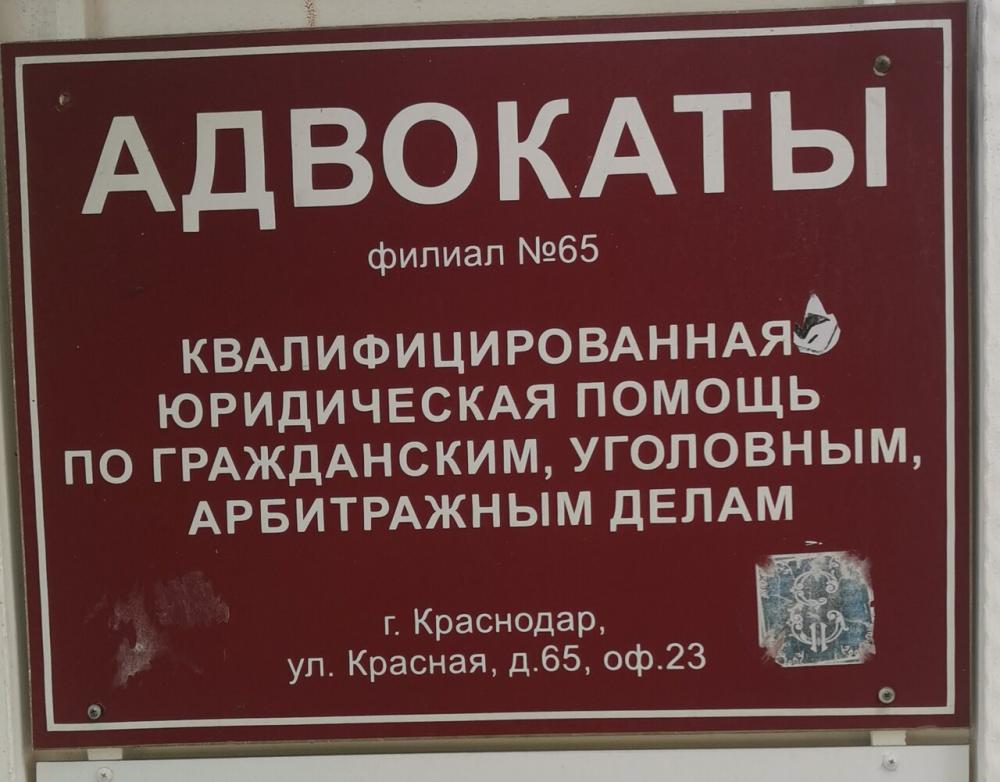 АДВОКАТЫ
филиал №65
КВАЛИФИЦИРОВАННАЯ
ЮРИДИЧЕСКАЯ ПОМОЩЬ
ПО ГРАЖДАНСКИМ, УГОЛОВНЫМ,
АРБИТРАЖНЫМ ДЕЛАМ
г. Краснодар,
ул. Красная, д.65, оф.23